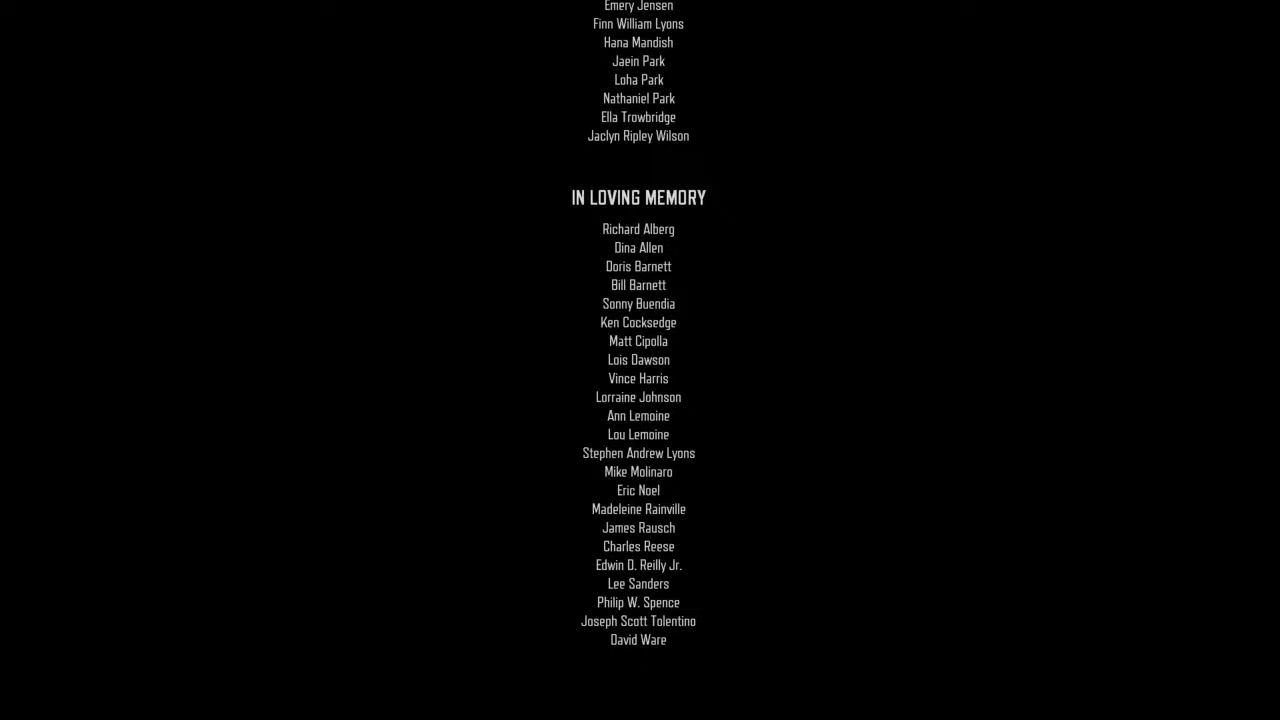 Emery Jensen
Finn William Lyons
Hana Mandish
Jaein Park
Loha Park
Nathaniel Park
Ella Trowbridge
Jaclyn Ripley Wilson
IN LOVING MEMORY
Richard Alberg
Dina Allen
Doris Barnett
Bill Barnett
Sonny Buendia
Ken Cocksedge
Matt Cipolla
Lois Dawson
Vince Harris
Lorraine Johnson
Ann Lemoine
Lou Lemoine
Stephen Andrew Lyons
Mike Molinaro
Eric Noel
Madeleine Rainville
James Rausch
Charles Reese
Edwin D. Reilly Jr.
Lee Sanders
Philip W. Spence
Joseph Scott Tolentino
David Ware